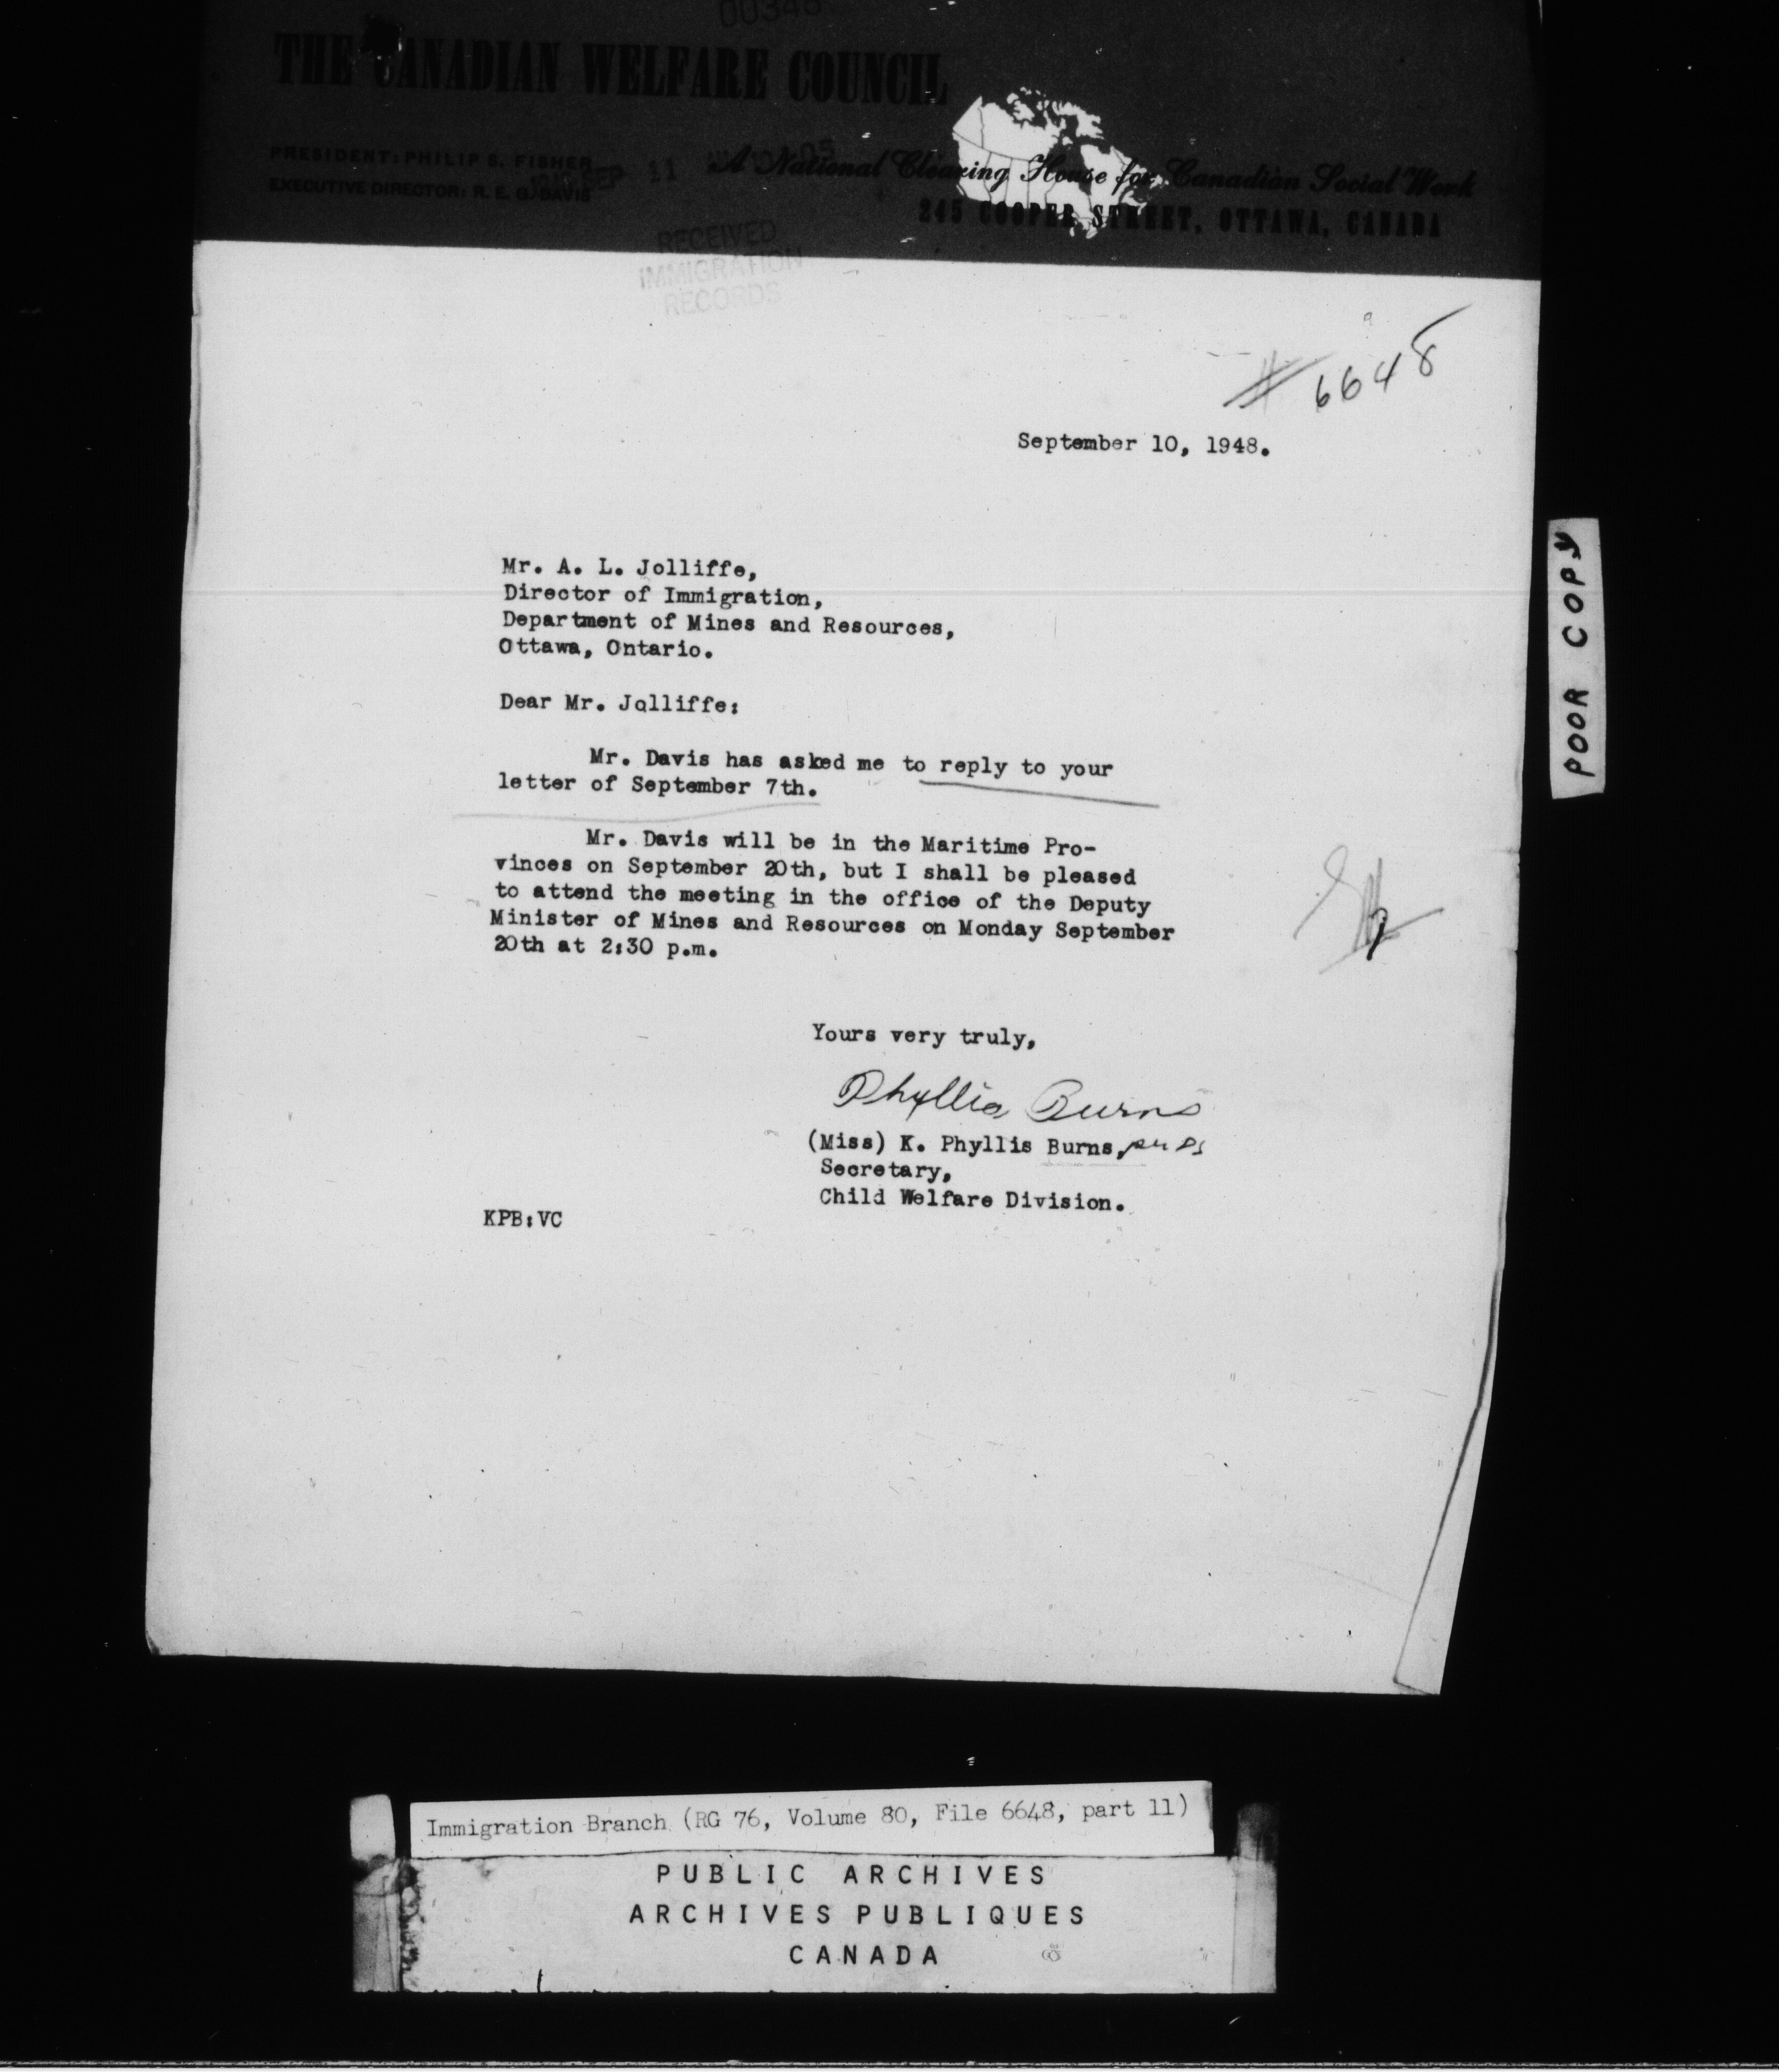 00348
THE CANADIAN WELFARE COUNCIL
PRESIDENT: PHILIP S. FISHER
EXECUTIVE DIRECTOR: R. E. G. DAVIS
SEP 11
A National Clearing House for Canadian Social Work
245 COOPER STREET, OTTAWA, CANADA
RECEIVED
IMMIGRATION
RECORDS
# 6648
September 10, 1948.
Mr. A. L. Jolliffe,
Director of Immigration,
Department of Mines and Resources,
Ottawa, Ontario.
Dear Mr. Jolliffe:
Mr. Davis has asked me to reply to your
letter of September 7th.
Mr. Davis will be in the Maritime Pro-
vinces on September 20th, but I shall be pleased
to attend the meeting in the office of the Deputy
Minister of Mines and Resources on Monday September
20th at 2:30 p.m.
Yours very truly,
Phyllis Burns
(Miss) K. Phyllis Burns,
Secretary,
Child Welfare Division.
KPB:VC
POOR COPY
Immigration Branch (RG 76, Volume 80, File 6648, part 11)
PUBLIC ARCHIVES
ARCHIVES PUBLIQUES
CANADA